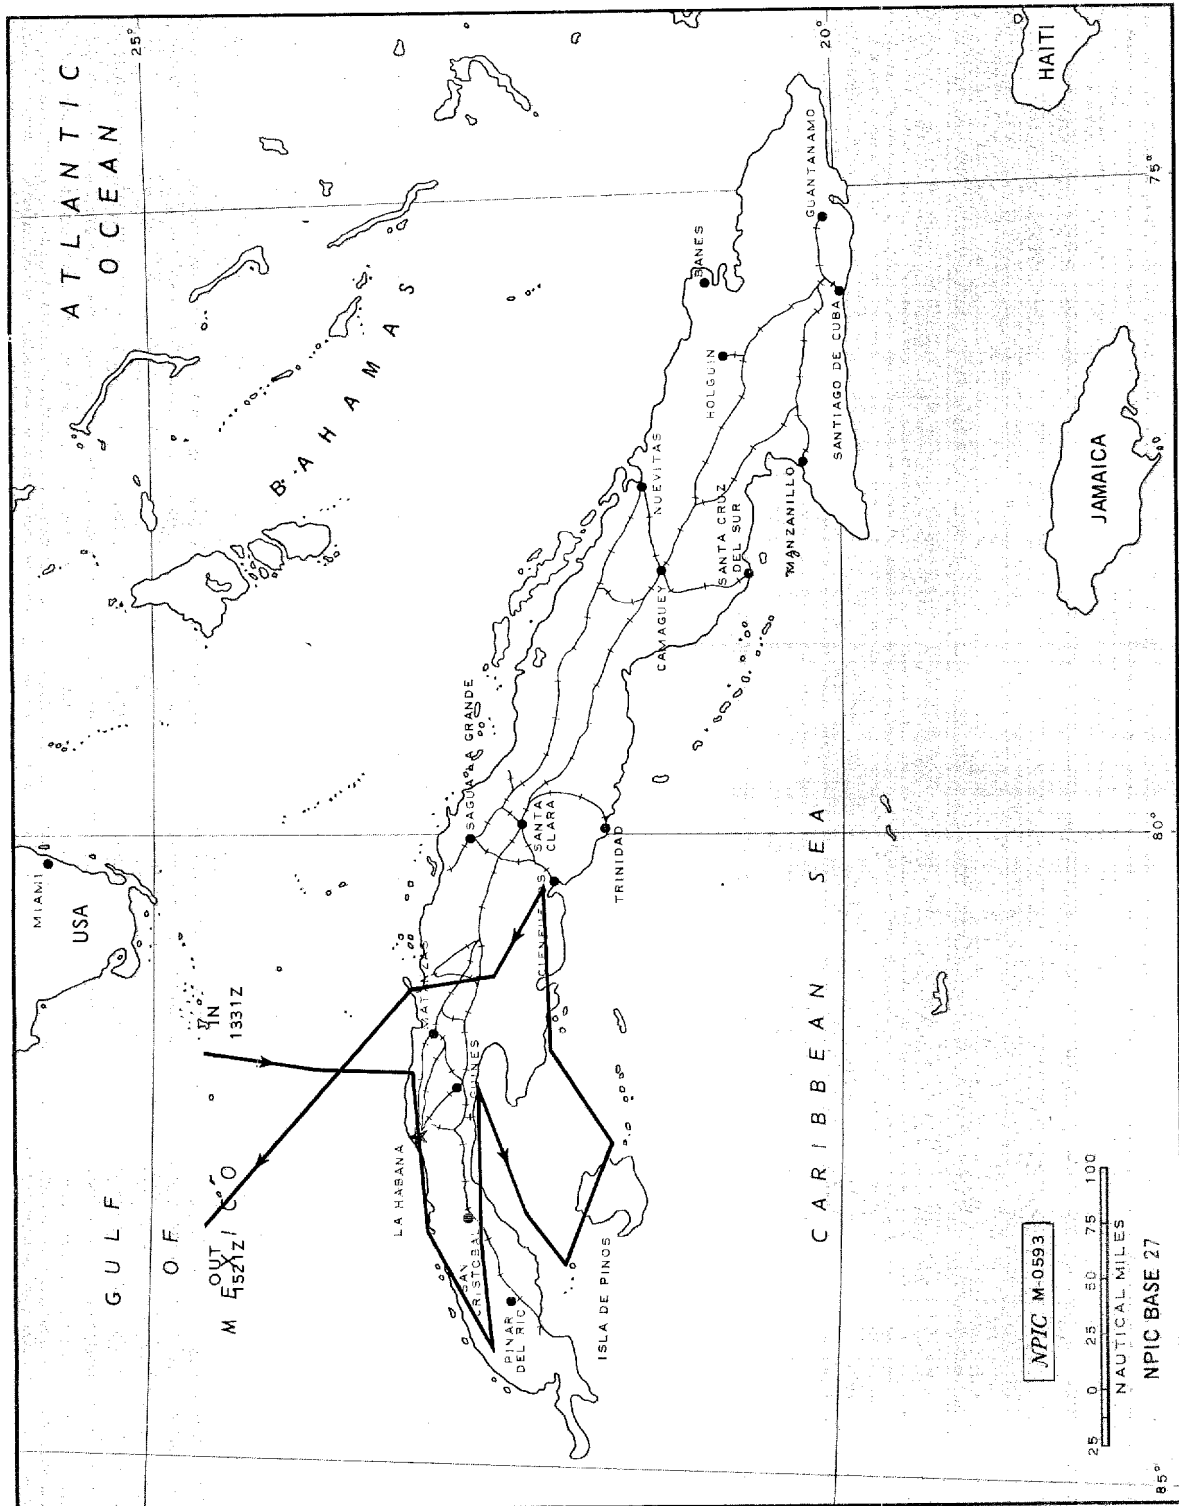 ATLANTIC
OCEAN
25°
20°
HAITI
75°
GUANTANAMO
BANES
BAHAMAS
HOLGUIN
SANTIAGO DE CUBA
NUEVITAS
SANTA CRUZ
DEL SUR
MANZANILLO
JAMAICA
CAMAGUEY
SAGUA LA GRANDE
SANTA
CLARA
TRINIDAD
80°
MIAMI
USA
CIENFUEGOS
CARIBBEAN SEA
MATANZAS
IN
1331Z
GUINES
LA HABANA
GULF
OF
MEXICO
OUT
1521Z
SAN
CRISTOBAL
PINAR
DEL RIO
ISLA DE PINOS
NPIC M-0593
25 0 25 50 75 100
NAUTICAL MILES
NPIC BASE 27
85°